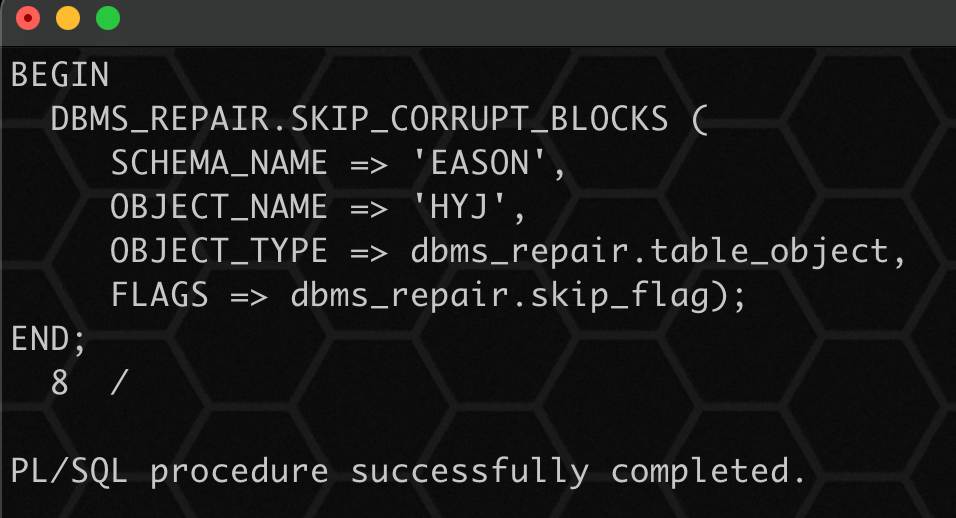 BEGIN
  DBMS_REPAIR.SKIP_CORRUPT_BLOCKS (
     SCHEMA_NAME => 'EASON',
     OBJECT_NAME => 'HYJ',
     OBJECT_TYPE => dbms_repair.table_object,
     FLAGS => dbms_repair.skip_flag);
END;
  8  /

PL/SQL procedure successfully completed.